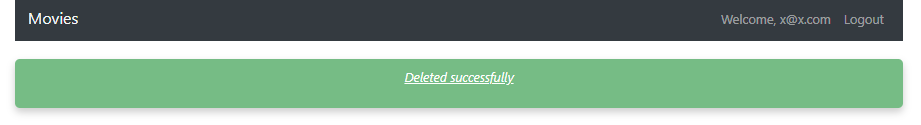 Movies
Welcome, x@x.com Logout
Deleted successfully